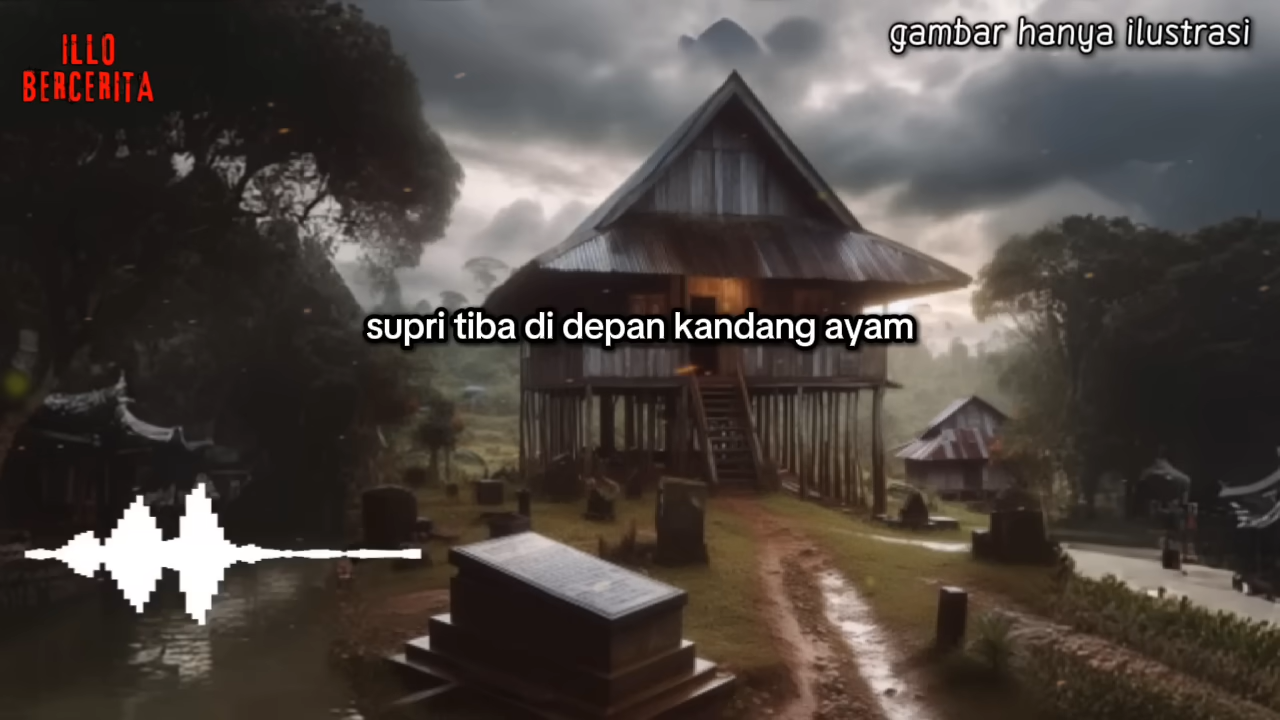 ILLO
BERCERITA
gambar hanya ilustrasi
supri tiba di depan kandang ayam